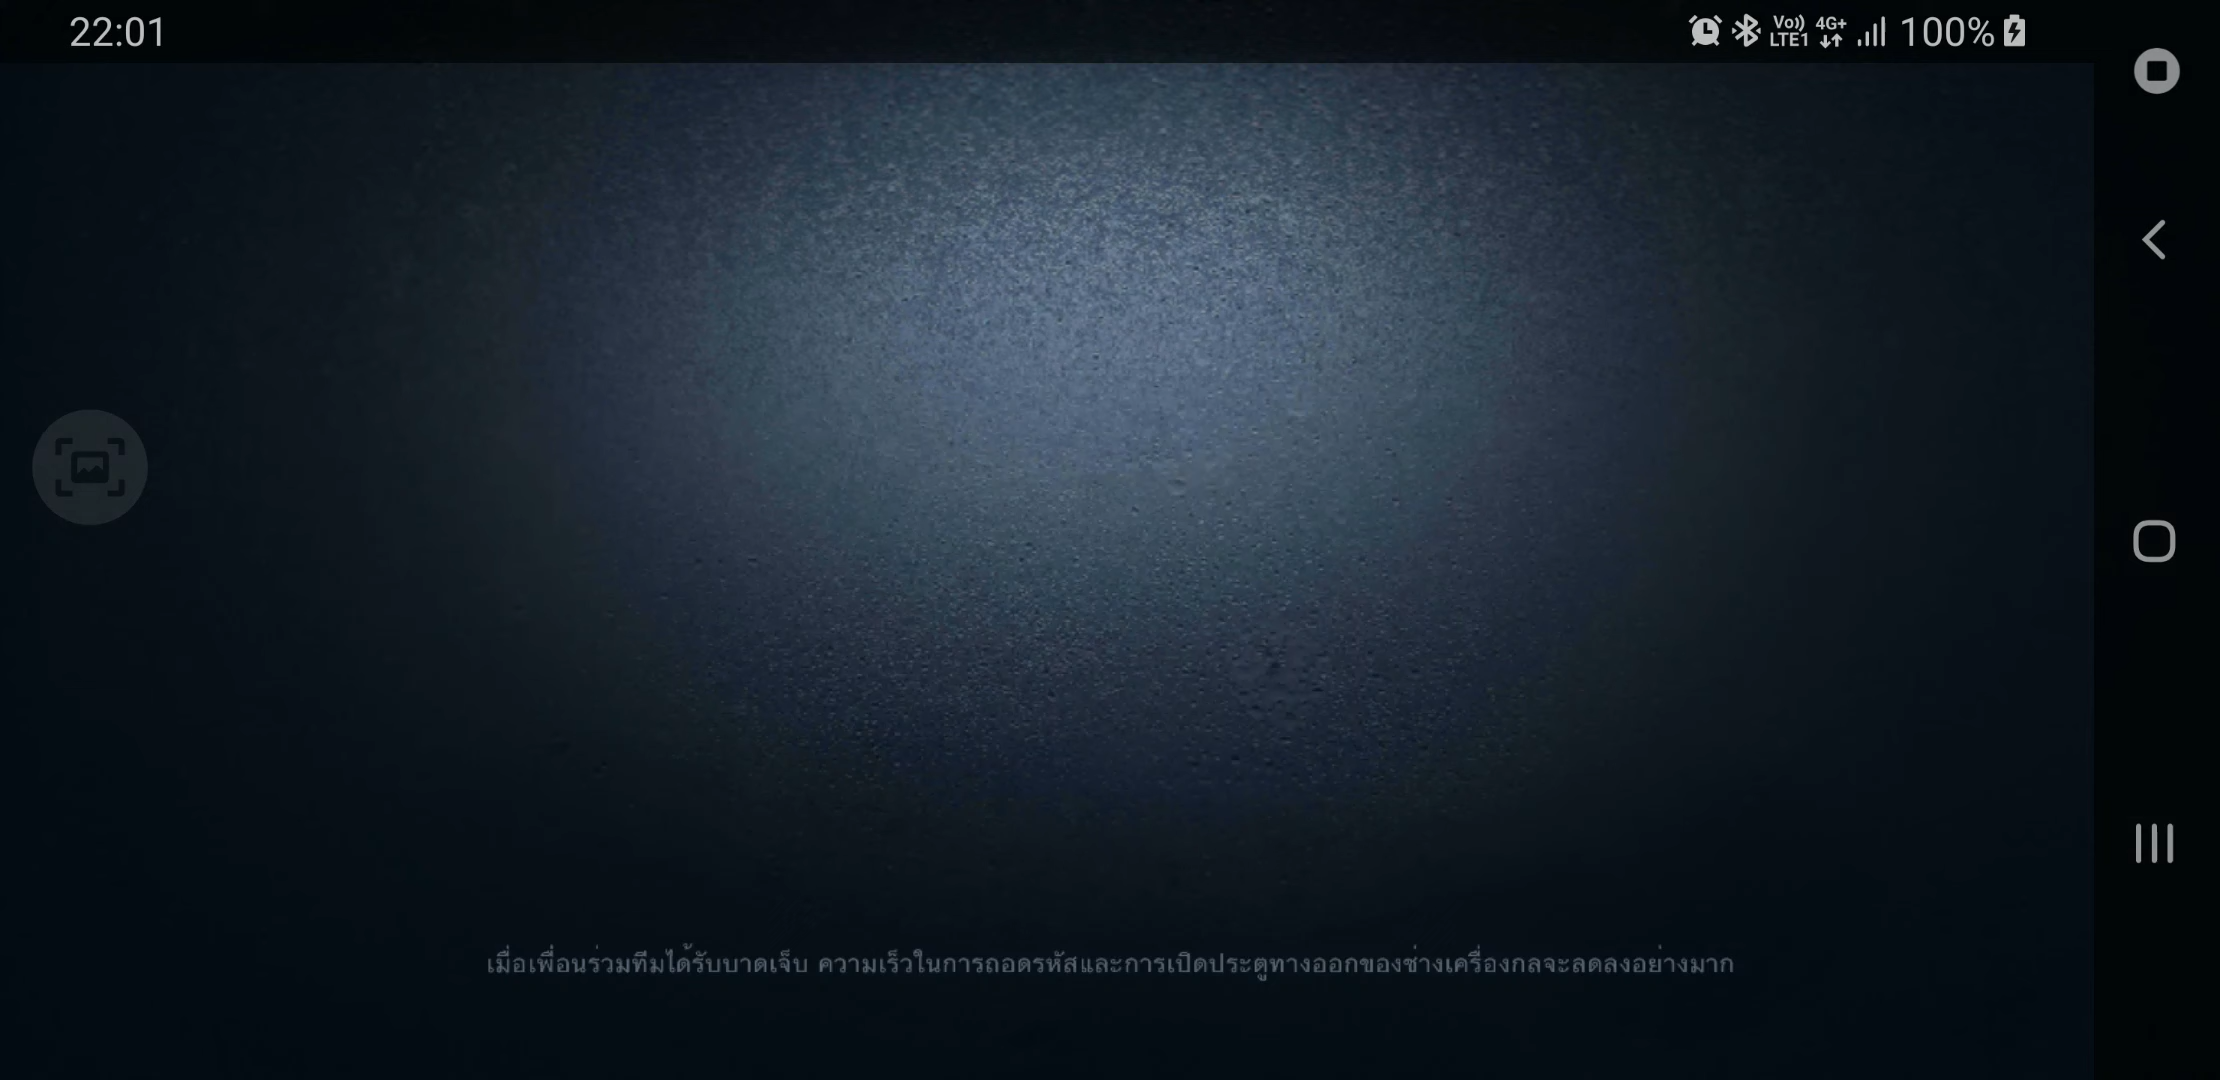 22:01
Vo)) LTE1 4G+ 100%
เมื่อเพื่อนร่วมทีมได้รับบาดเจ็บ ความเร็วในการถอดรหัสและการเปิดประตูทางออกของช่างเครื่องกลจะลดลงอย่างมาก